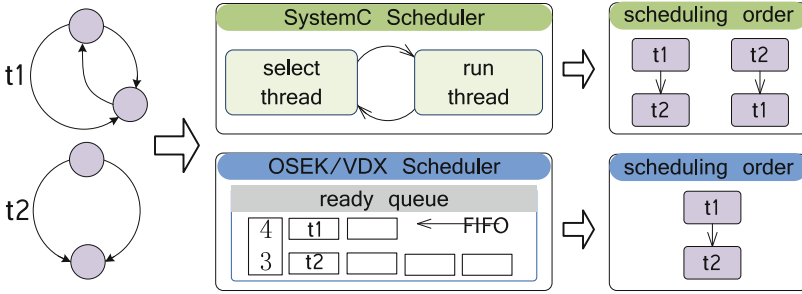 t1
t2
SystemC Scheduler
select
thread
run
thread
scheduling order
t1
t2
t2
t1
OSEK/VDX Scheduler
ready queue
4
t1
FIFO
3
t2
scheduling order
t1
t2